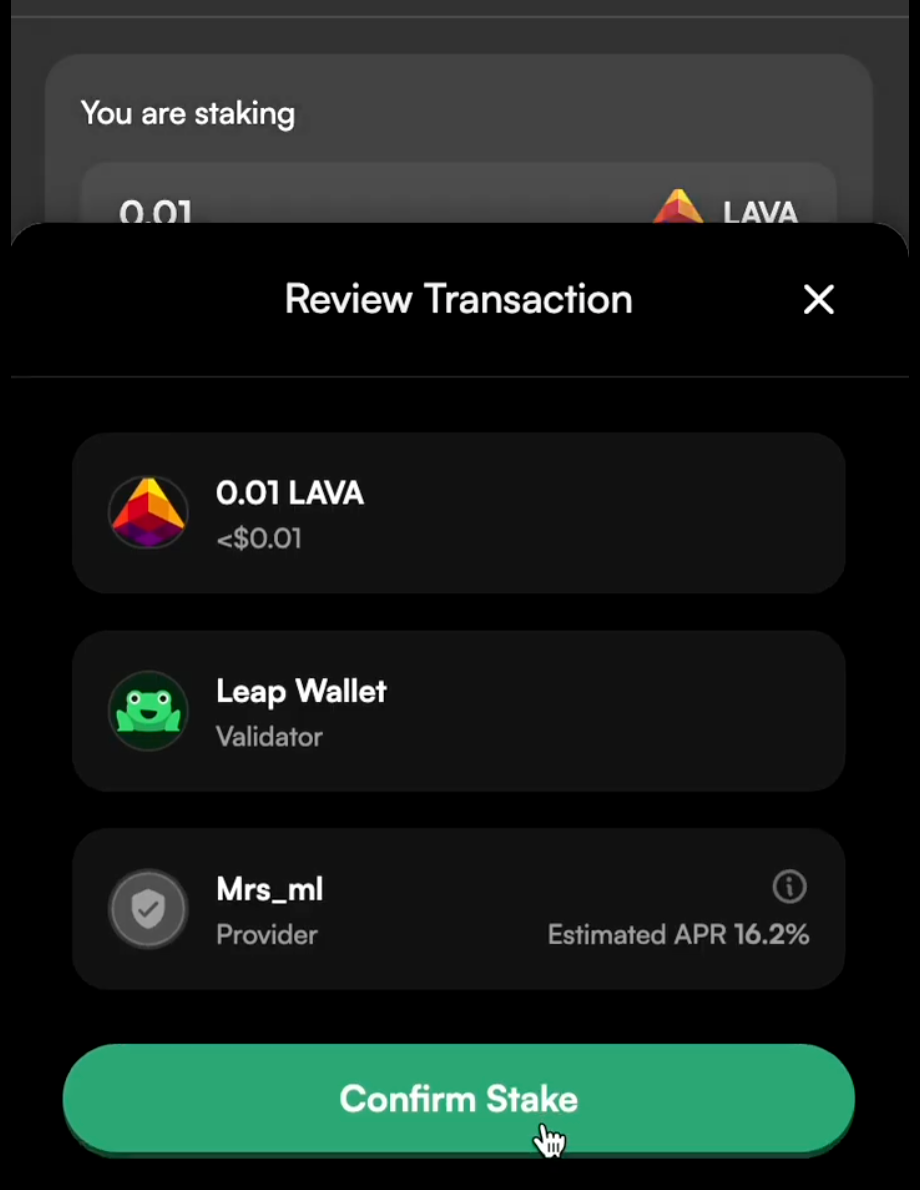 You are staking
0.01 LAVA
Review Transaction
0.01 LAVA
<$0.01
Leap Wallet
Validator
Mrs_ml
Provider
Estimated APR 16.2%
Confirm Stake